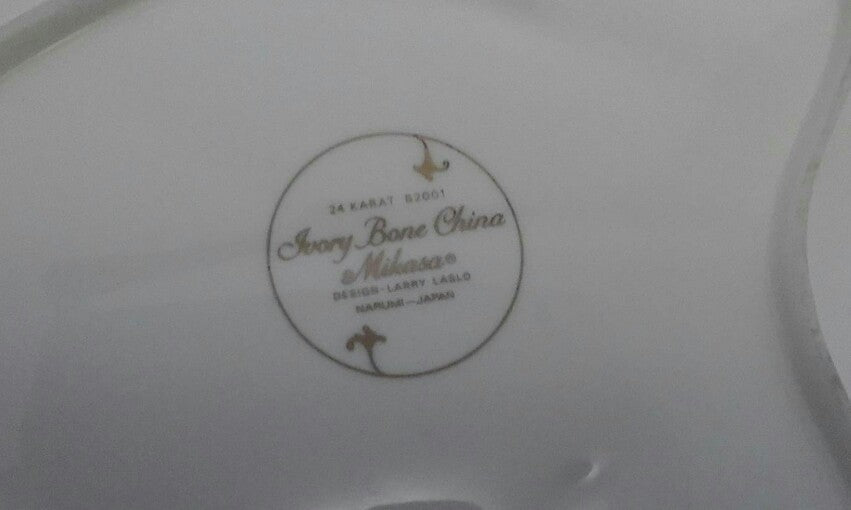 24 KARAT B2001
Ivory Bone China
Mikasa®
DESIGN-LARRY LASLO
NARUMI-JAPAN